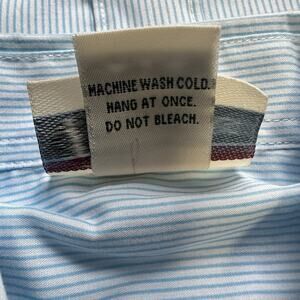 MACHINE WASH COLD.
HANG AT ONCE.
DO NOT BLEACH.